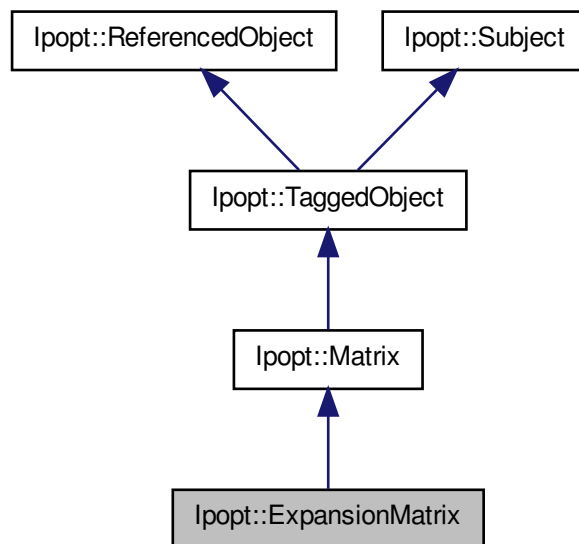 Ipopt::ReferencedObject
Ipopt::Subject
Ipopt::TaggedObject
Ipopt::Matrix
Ipopt::ExpansionMatrix